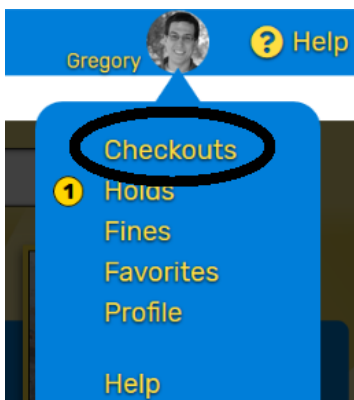 Gregory
? Help
Checkouts
1 Holds
Fines
Favorites
Profile
Help